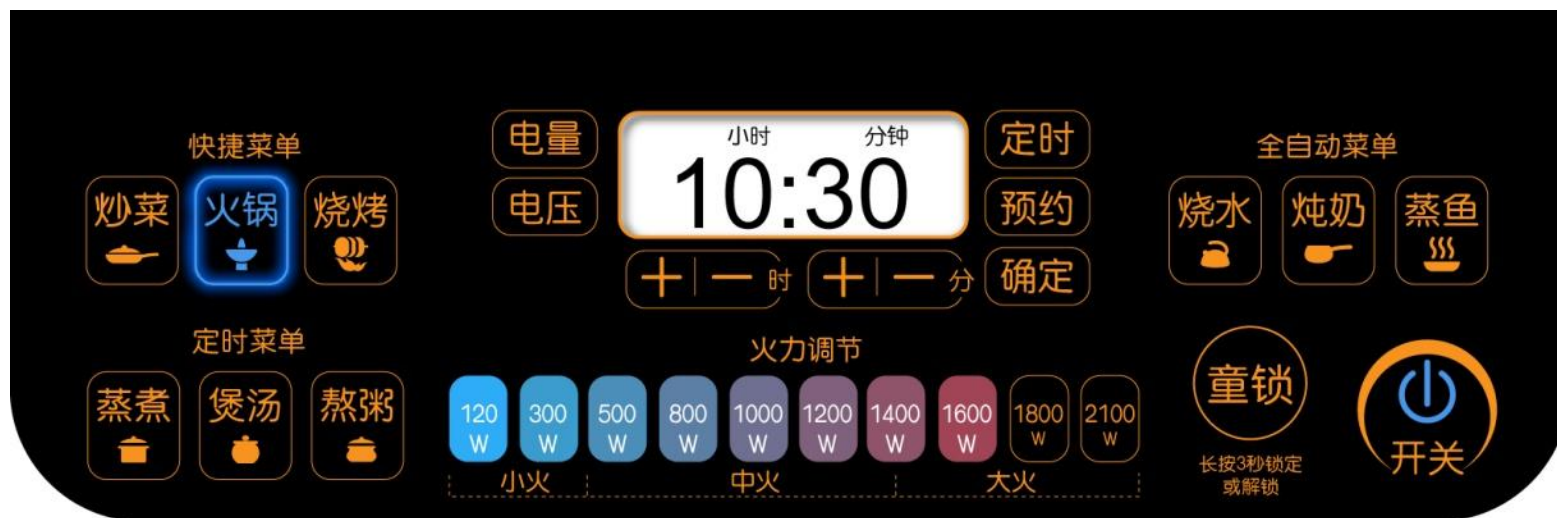 快捷菜单
炒菜
火锅
烧烤
定时菜单
蒸煮
煲汤
熬粥
电量
电压
小时 分钟
10:30
定时
预约
确定
时
分
火力调节
120 W
300 W
500 W
800 W
1000 W
1200 W
1400 W
1600 W
1800 W
2100 W
小火 中火 大火
全自动菜单
烧水
炖奶
蒸鱼
童锁
长按3秒锁定
或解锁
开关